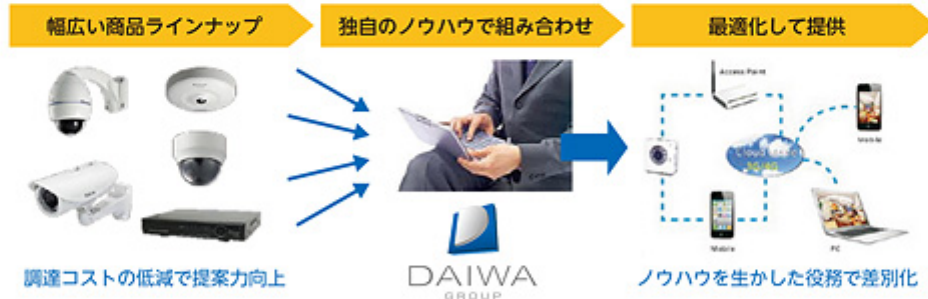 幅広い商品ラインナップ
独自のノウハウで組み合わせ
最適化して提供
Access Point
Mobile
Cloud
3G/4G
Mobile
PC
調達コストの低減で提案力向上
DAIWA
GROUP
ノウハウを生かした役務で差別化